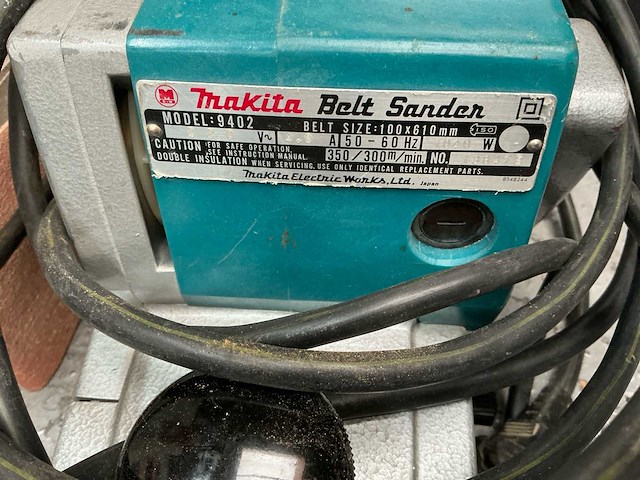 M
Makita Belt Sander
MODEL: 9402 BELT SIZE: 100x610mm ISO
V~ A 50-60 Hz W
CAUTION FOR SAFE OPERATION, SEE INSTRUCTION MANUAL. 350/300m/min. NO.
DOUBLE INSULATION WHEN SERVICING, USE ONLY IDENTICAL REPLACEMENT PARTS.
Makita Electric Works, Ltd. Japan